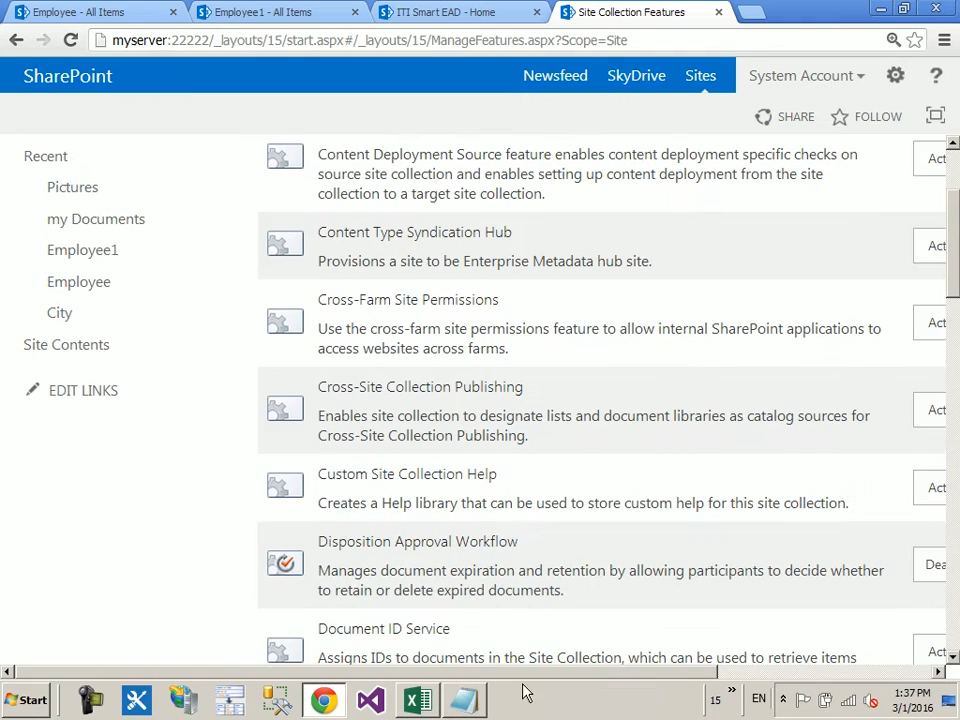 Employee - All Items
Employee1 - All Items
ITI Smart EAD - Home
Site Collection Features
myserver:22222/_layouts/15/start.aspx#/_layouts/15/ManageFeatures.aspx?Scope=Site
SharePoint
Newsfeed
SkyDrive
Sites
System Account
?
SHARE
FOLLOW
Recent
Pictures
my Documents
Employee1
Employee
City
Site Contents
EDIT LINKS
Content Deployment Source feature enables content deployment specific checks on
source site collection and enables setting up content deployment from the site
collection to a target site collection.
Act
Content Type Syndication Hub
Provisions a site to be Enterprise Metadata hub site.
Act
Cross-Farm Site Permissions
Use the cross-farm site permissions feature to allow internal SharePoint applications to
access websites across farms.
Act
Cross-Site Collection Publishing
Enables site collection to designate lists and document libraries as catalog sources for
Cross-Site Collection Publishing.
Act
Custom Site Collection Help
Creates a Help library that can be used to store custom help for this site collection.
Act
Disposition Approval Workflow
Manages document expiration and retention by allowing participants to decide whether
to retain or delete expired documents.
Dea
Document ID Service
Assigns IDs to documents in the Site Collection, which can be used to retrieve items
Act
Start
15
EN
1:37 PM
3/1/2016